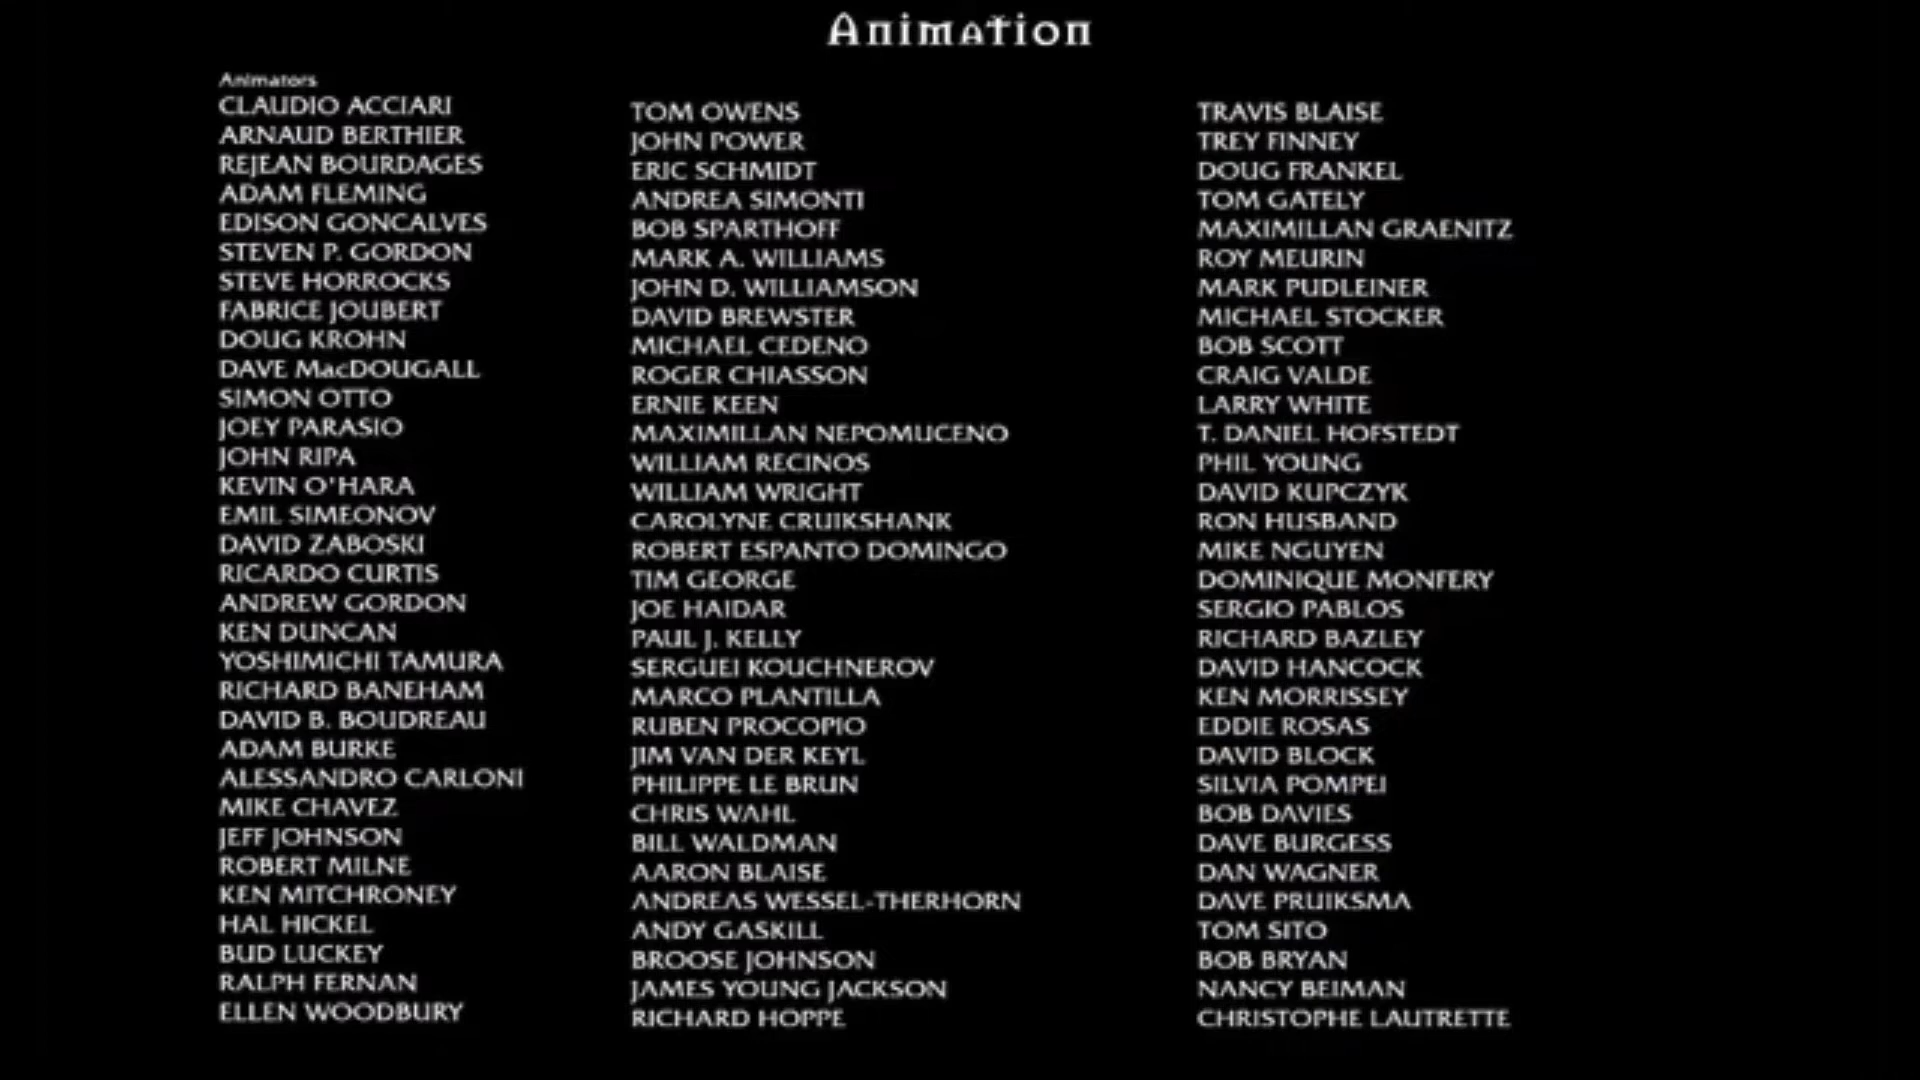 Animation
Animators
CLAUDIO ACCIARI
ARNAUD BERTHIER
REJEAN BOURDAGES
ADAM FLEMING
EDISON GONCALVES
STEVEN P. GORDON
STEVE HORROCKS
FABRICE JOUBERT
DOUG KROHN
DAVE MacDOUGALL
SIMON OTTO
JOEY PARASIO
JOHN RIPA
KEVIN O'HARA
EMIL SIMEONOV
DAVID ZABOSKI
RICARDO CURTIS
ANDREW GORDON
KEN DUNCAN
YOSHIMICHI TAMURA
RICHARD BANEHAM
DAVID B. BOUDREAU
ADAM BURKE
ALESSANDRO CARLONI
MIKE CHAVEZ
JEFF JOHNSON
ROBERT MILNE
KEN MITCHRONEY
HAL HICKEL
BUD LUCKEY
RALPH FERNAN
ELLEN WOODBURY
TOM OWENS
JOHN POWER
ERIC SCHMIDT
ANDREA SIMONTI
BOB SPARTHOFF
MARK A. WILLIAMS
JOHN D. WILLIAMSON
DAVID BREWSTER
MICHAEL CEDENO
ROGER CHIASSON
ERNIE KEEN
MAXIMILLAN NEPOMUCENO
WILLIAM RECINOS
WILLIAM WRIGHT
CAROLYNE CRUIKSHANK
ROBERT ESPANTO DOMINGO
TIM GEORGE
JOE HAIDAR
PAUL J. KELLY
SERGUEI KOUCHNEROV
MARCO PLANTILLA
RUBEN PROCOPIO
JIM VAN DER KEYL
PHILIPPE LE BRUN
CHRIS WAHL
BILL WALDMAN
AARON BLAISE
ANDREAS WESSEL-THERHORN
ANDY GASKILL
BROOSE JOHNSON
JAMES YOUNG JACKSON
RICHARD HOPPE
TRAVIS BLAISE
TREY FINNEY
DOUG FRANKEL
TOM GATELY
MAXIMILLAN GRAENITZ
ROY MEURIN
MARK PUDLEINER
MICHAEL STOCKER
BOB SCOTT
CRAIG VALDE
LARRY WHITE
T. DANIEL HOFSTEDT
PHIL YOUNG
DAVID KUPCZYK
RON HUSBAND
MIKE NGUYEN
DOMINIQUE MONFERY
SERGIO PABLOS
RICHARD BAZLEY
DAVID HANCOCK
KEN MORRISSEY
EDDIE ROSAS
DAVID BLOCK
SILVIA POMPEI
BOB DAVIES
DAVE BURGESS
DAN WAGNER
DAVE PRUIKSMA
TOM SITO
BOB BRYAN
NANCY BEIMAN
CHRISTOPHE LAUTRETTE